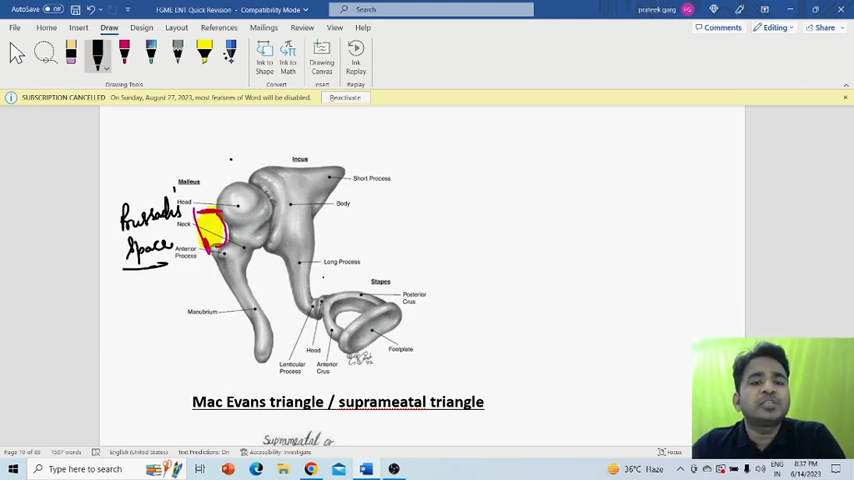 AutoSave Off
FGME ENT Quick Revision - Compatibility Mode
Search
prateek garg
PG
File Home Insert Draw Design Layout References Mailings Review View Help
Comments Editing Share
Ink to Shape
Ink to Math
Drawing Canvas
Ink Replay
Drawing Tools Convert Insert Replay
SUBSCRIPTION CANCELLED On Sunday, August 27, 2023, most features of Word will be disabled. Reactivate
Incus
Malleus
Short Process
Head
Body
Prussach's
Space
Neck
Anterior Process
Long Process
Stapes
Posterior Crus
Manubrium
Footplate
Head
Lenticular Process
Anterior Crus
Mac Evans triangle / suprameatal triangle
Suprameatal or
Page 10 of 88 1587 words English (United States) Text Predictions: On Accessibility: Investigate Focus
Type here to search
36°C Haze
ENG
IN
8:37 PM
6/14/2023